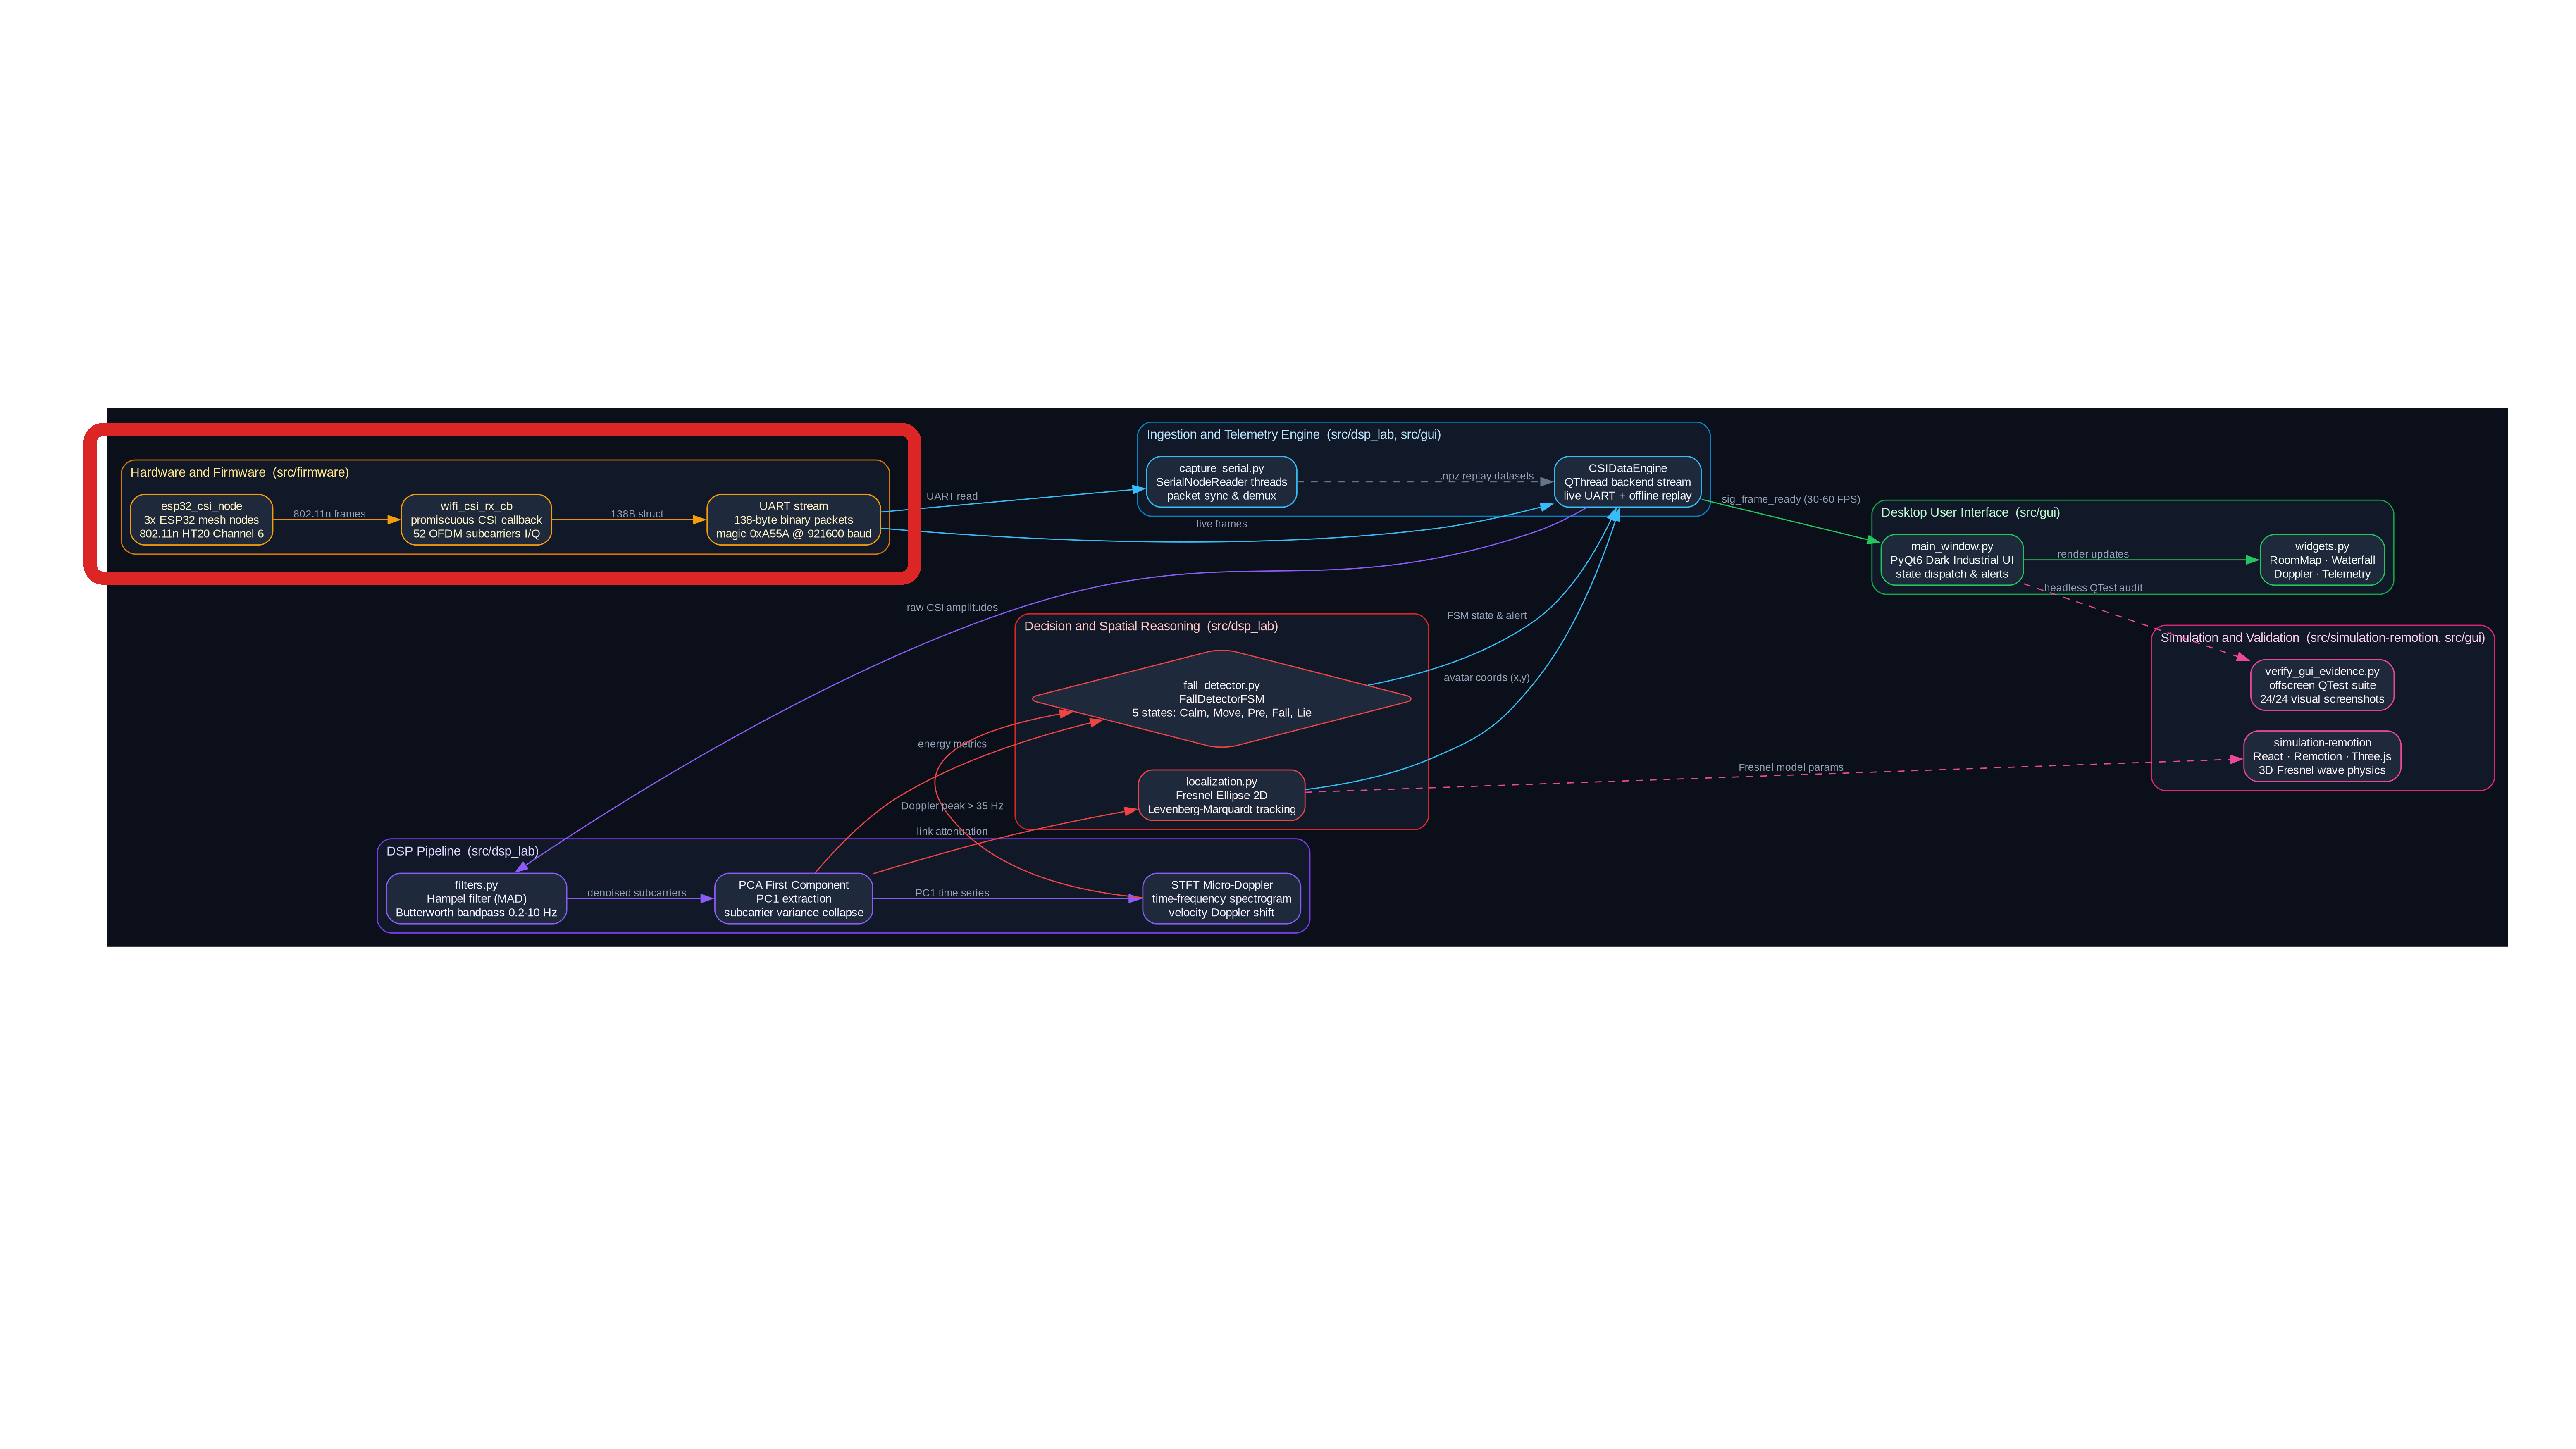 Hardware and Firmware  (src/firmware)
esp32_csi_node
3x ESP32 mesh nodes
802.11n HT20 Channel 6
802.11n frames
wifi_csi_rx_cb
promiscuous CSI callback
52 OFDM subcarriers I/Q
138B struct
UART stream
138-byte binary packets
magic 0xA55A @ 921600 baud
UART read
live frames
Ingestion and Telemetry Engine  (src/dsp_lab, src/gui)
capture_serial.py
SerialNodeReader threads
packet sync & demux
.npz replay datasets
CSIDataEngine
QThread backend stream
live UART + offline replay
sig_frame_ready (30-60 FPS)
Desktop User Interface  (src/gui)
main_window.py
PyQt6 Dark Industrial UI
state dispatch & alerts
render updates
widgets.py
RoomMap · Waterfall
Doppler · Telemetry
headless QTest audit
raw CSI amplitudes
Decision and Spatial Reasoning  (src/dsp_lab)
fall_detector.py
FallDetectorFSM
5 states: Calm, Move, Pre, Fall, Lie
FSM state & alert
avatar coords (x,y)
localization.py
Fresnel Ellipse 2D
Levenberg-Marquardt tracking
Fresnel model params
Simulation and Validation  (src/simulation-remotion, src/gui)
verify_gui_evidence.py
offscreen QTest suite
24/24 visual screenshots
simulation-remotion
React · Remotion · Three.js
3D Fresnel wave physics
energy metrics
Doppler peak > 35 Hz
link attenuation
DSP Pipeline  (src/dsp_lab)
filters.py
Hampel filter (MAD)
Butterworth bandpass 0.2-10 Hz
denoised subcarriers
PCA First Component
PC1 extraction
subcarrier variance collapse
PC1 time series
STFT Micro-Doppler
time-frequency spectrogram
velocity Doppler shift